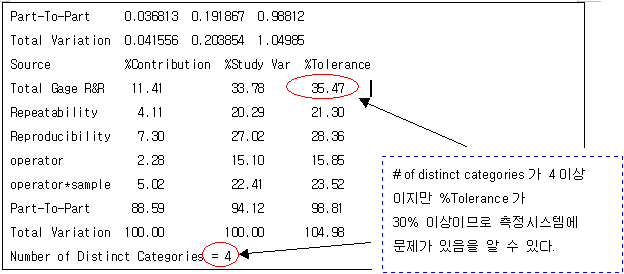 Part-To-Part 0.036813 0.191867 0.98812
Total Variation 0.041556 0.203854 1.04985
Source %Contribution %Study Var %Tolerance
Total Gage R&R 11.41 33.78 35.47
Repeatability 4.11 20.29 21.30
Reproducibility 7.30 27.02 28.36
operator 2.28 15.10 15.85
operator*sample 5.02 22.41 23.52
Part-To-Part 88.59 94.12 98.81
Total Variation 100.00 100.00 104.98
Number of Distinct Categories = 4
# of distinct categories 가 4 이상
이지만 %Tolerance 가
30% 이상이므로 측정시스템에
문제가 있음을 알 수 있다.